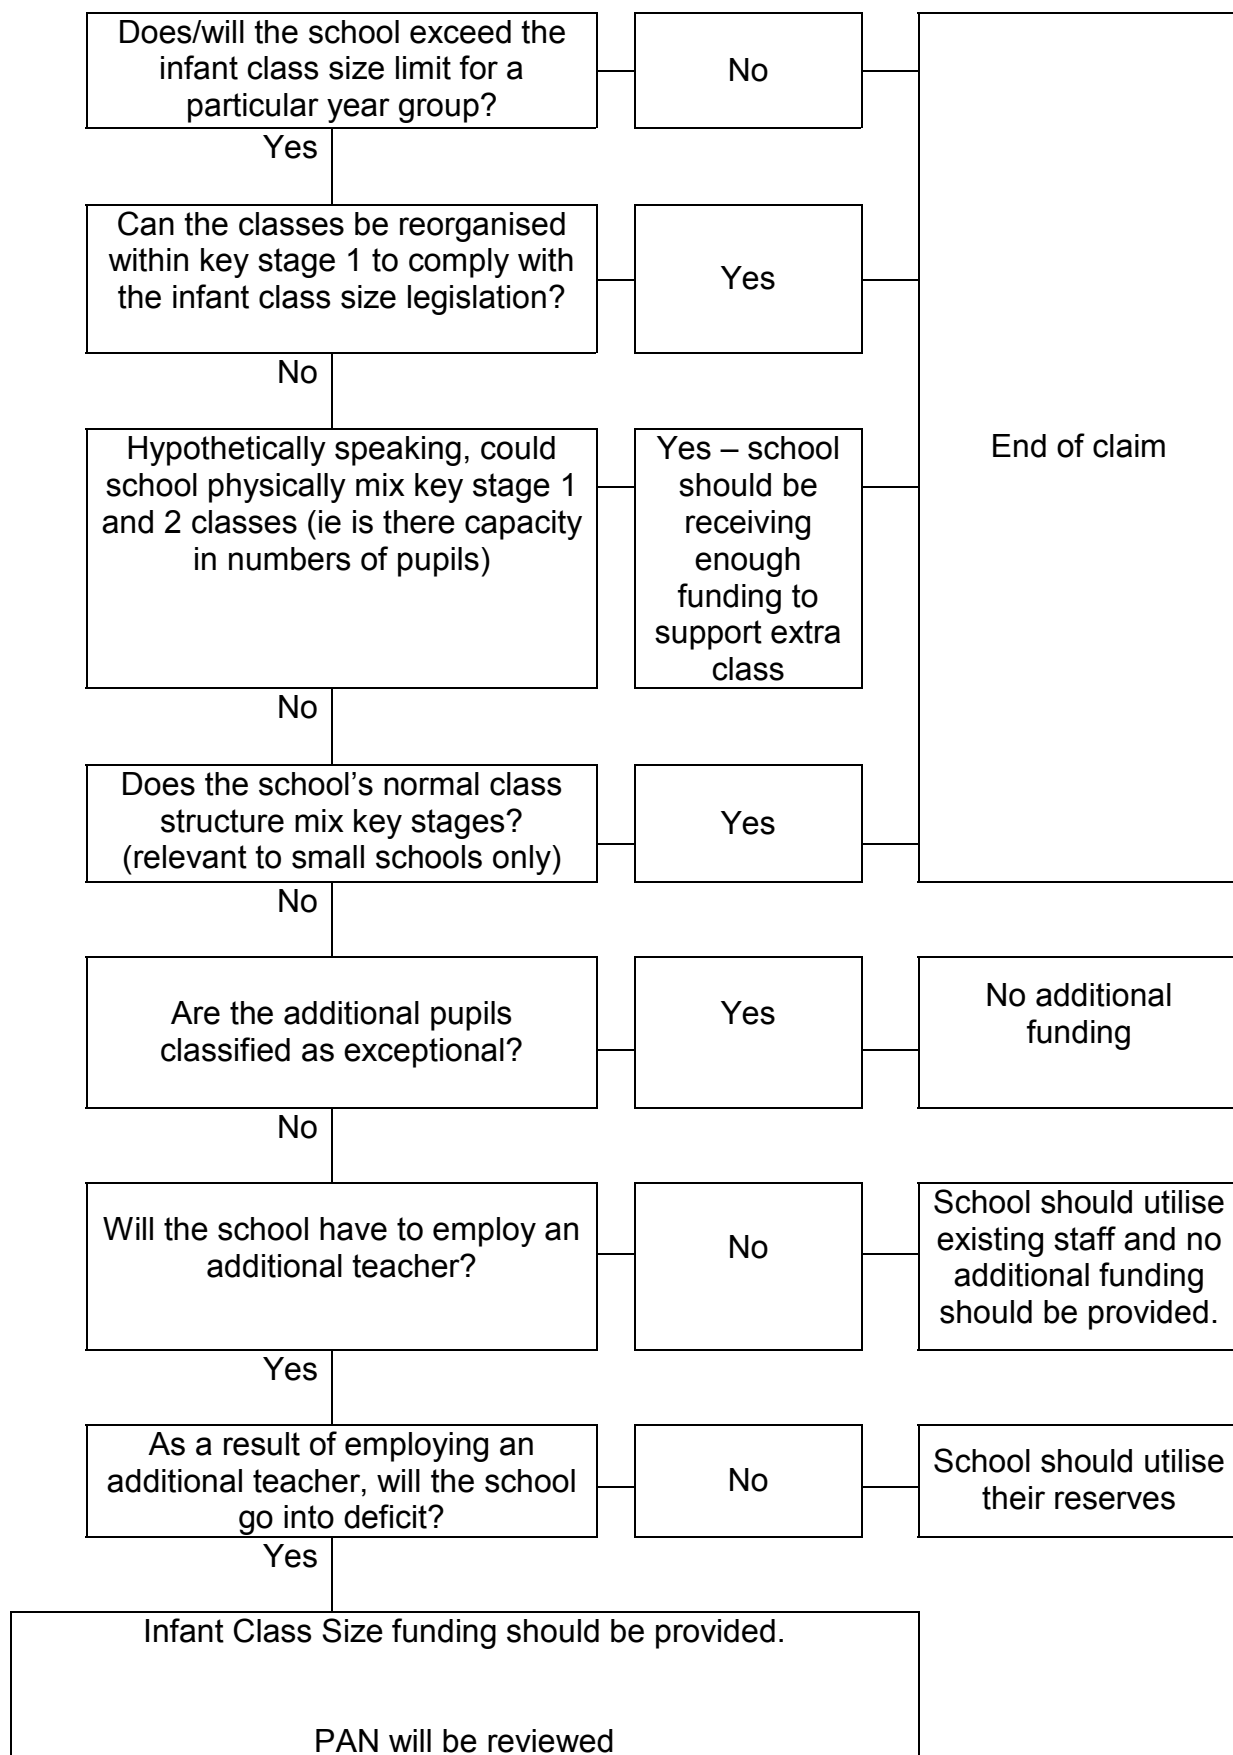 Does/will the school exceed the
infant class size limit for a
particular year group?
No
Yes
Can the classes be reorganised
within key stage 1 to comply with
the infant class size legislation?
Yes
No
Hypothetically speaking, could
school physically mix key stage 1
and 2 classes (ie is there capacity
in numbers of pupils)
Yes – school
should be
receiving
enough
funding to
support extra
class
End of claim
No
Does the school’s normal class
structure mix key stages?
(relevant to small schools only)
Yes
No
Are the additional pupils
classified as exceptional?
Yes
No additional
funding
No
Will the school have to employ an
additional teacher?
No
School should utilise
existing staff and no
additional funding
should be provided.
Yes
As a result of employing an
additional teacher, will the school
go into deficit?
No
School should utilise
their reserves
Yes
Infant Class Size funding should be provided.
PAN will be reviewed